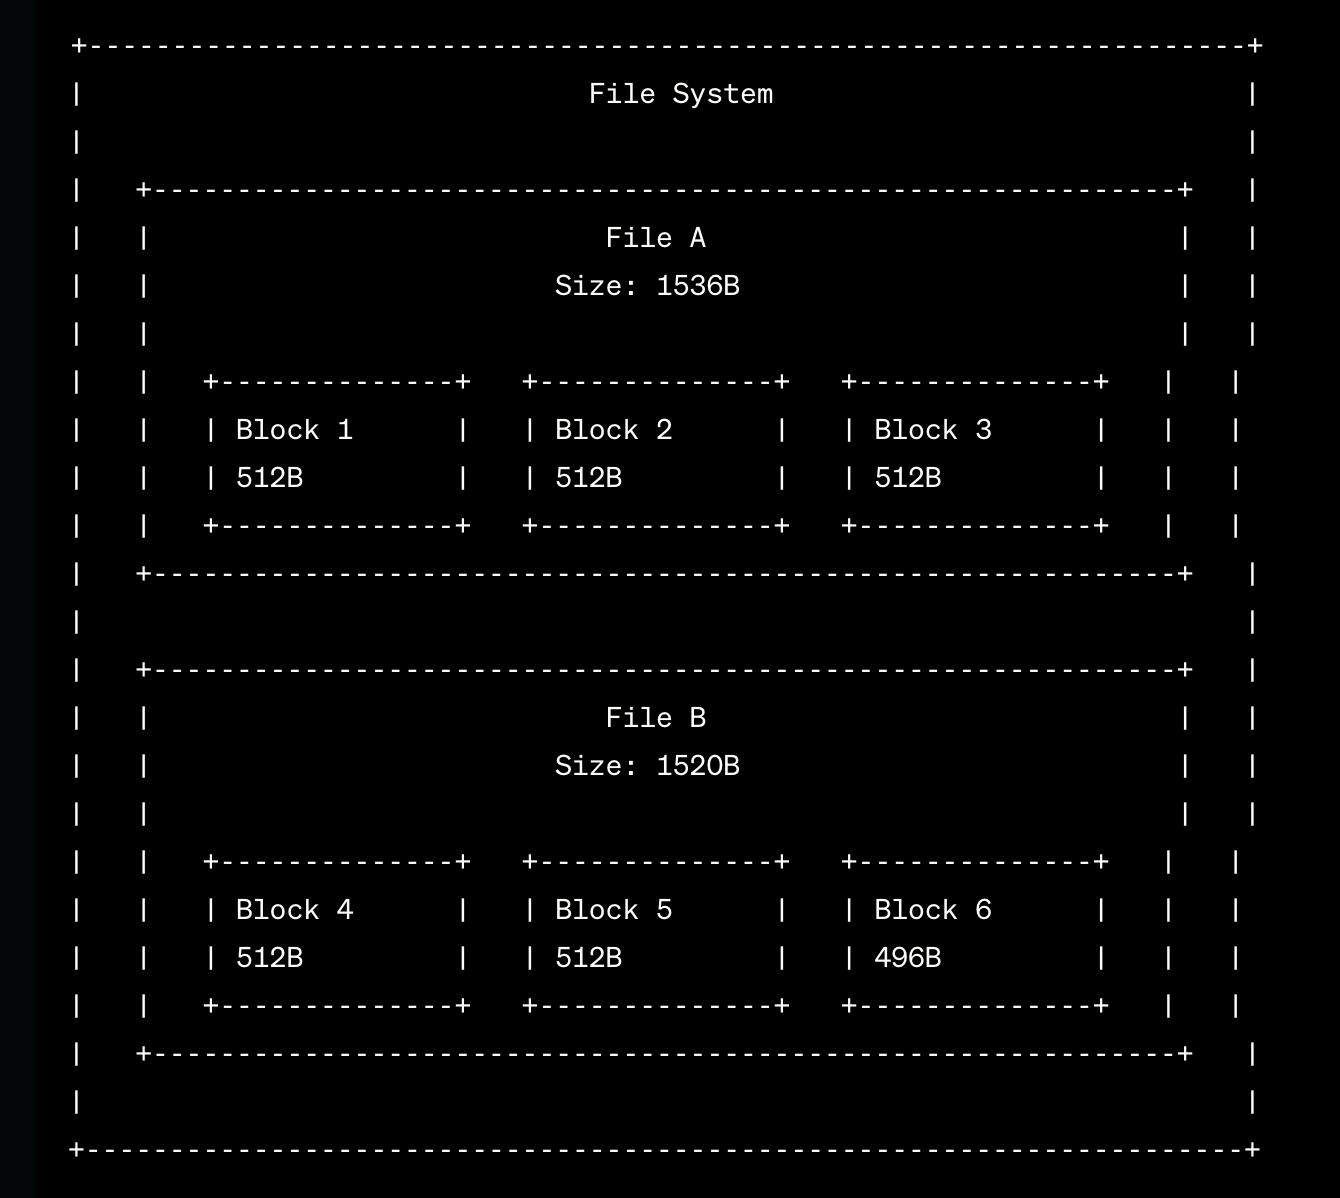 File System
File A
Size: 1536B
Block 1 Block 2 Block 3
512B 512B 512B
File B
Size: 1520B
Block 4 Block 5 Block 6
512B 512B 496B